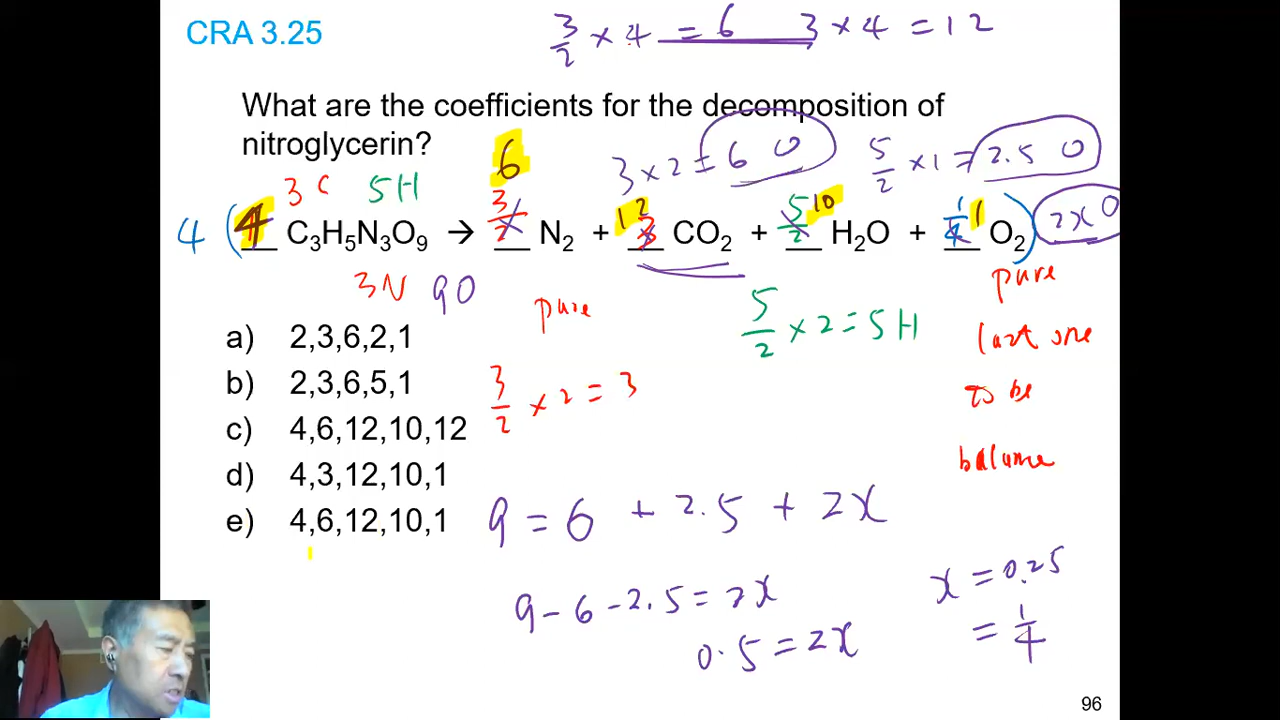 CRA 3.25
3/2 × 4 = 6 3 × 4 = 12
What are the coefficients for the decomposition of
nitroglycerin?
6 3×2 = 6 O 5/2 ×1 = 2.5 O
3 C 5H
4 ( 4 C₃H₅N₃O₉ → 3/2 N₂ + 12 3 CO₂ + 5/2 10 H₂O + 1/4 1 O₂ ) 2x O
3N 9O pure pure
5/2 × 2 = 5 H
last one
to be
balance
a) 2,3,6,2,1
b) 2,3,6,5,1
3/2 × 2 = 3
c) 4,6,12,10,12
d) 4,3,12,10,1
e) 4,6,12,10,1
9 = 6 + 2.5 + 2x
9 - 6 - 2.5 = 2x
0.5 = 2x
x = 0.25
= 1/4
96